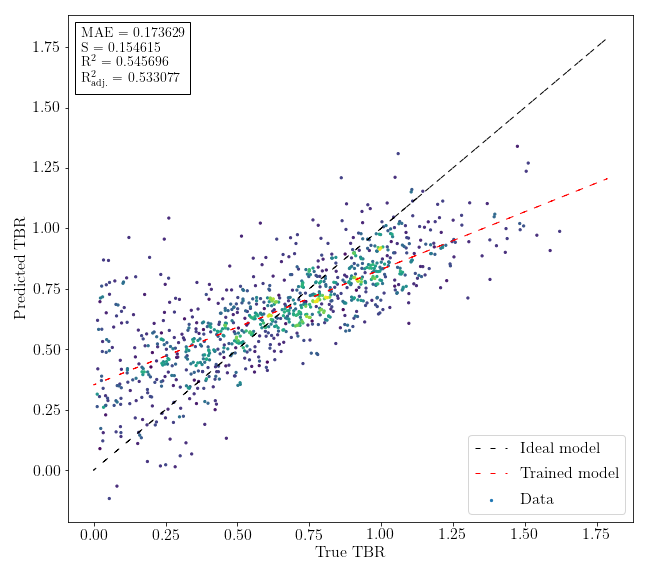 MAE = 0.173629
S = 0.154615
R² = 0.545696
R²adj. = 0.533077
1.75
1.50
1.25
1.00
0.75
0.50
0.25
0.00
Predicted TBR
Ideal model
Trained model
Data
0.00 0.25 0.50 0.75 1.00 1.25 1.50 1.75
True TBR